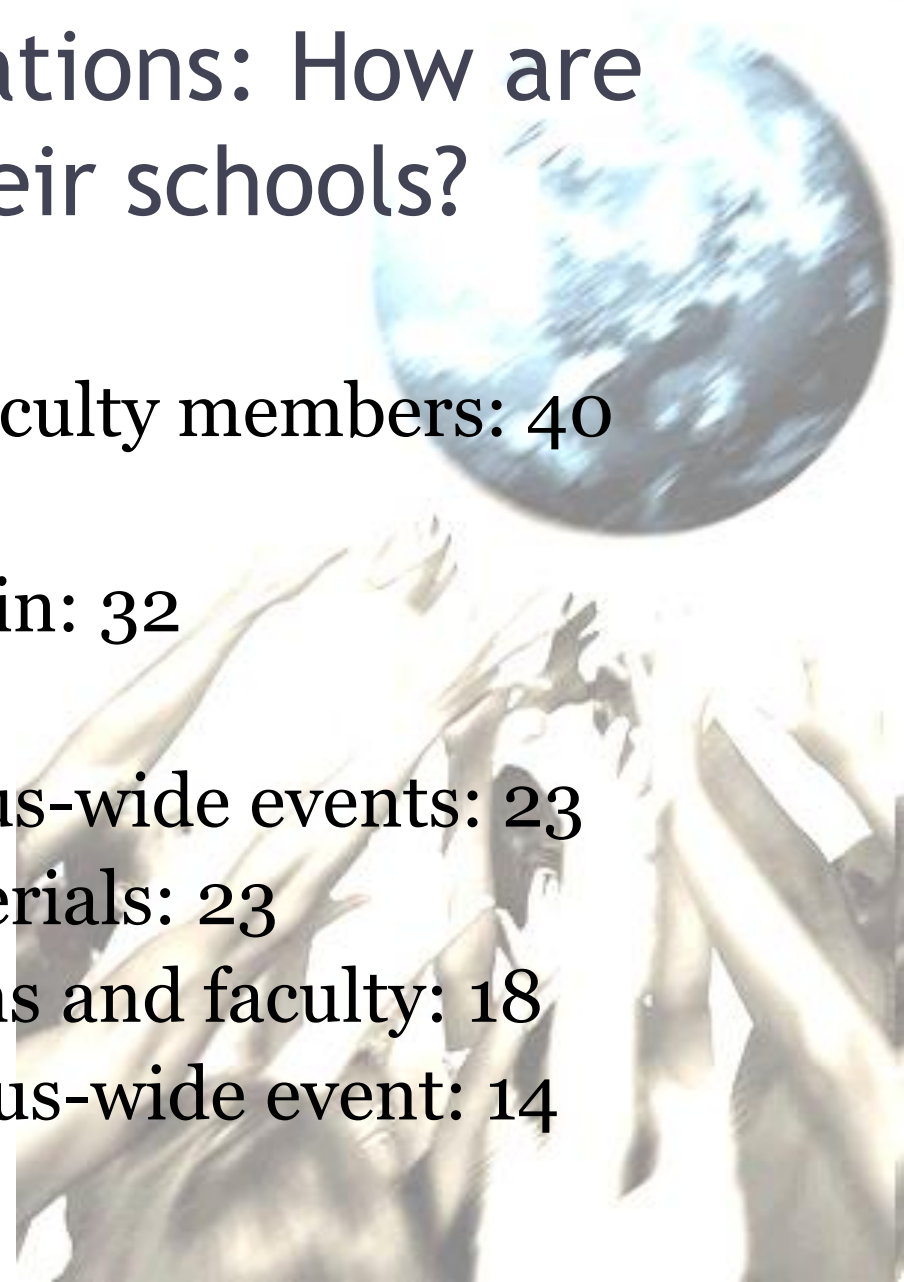 ations: How are
eir schools?
culty members: 40
in: 32
us-wide events: 23
erials: 23
ns and faculty: 18
us-wide event: 14